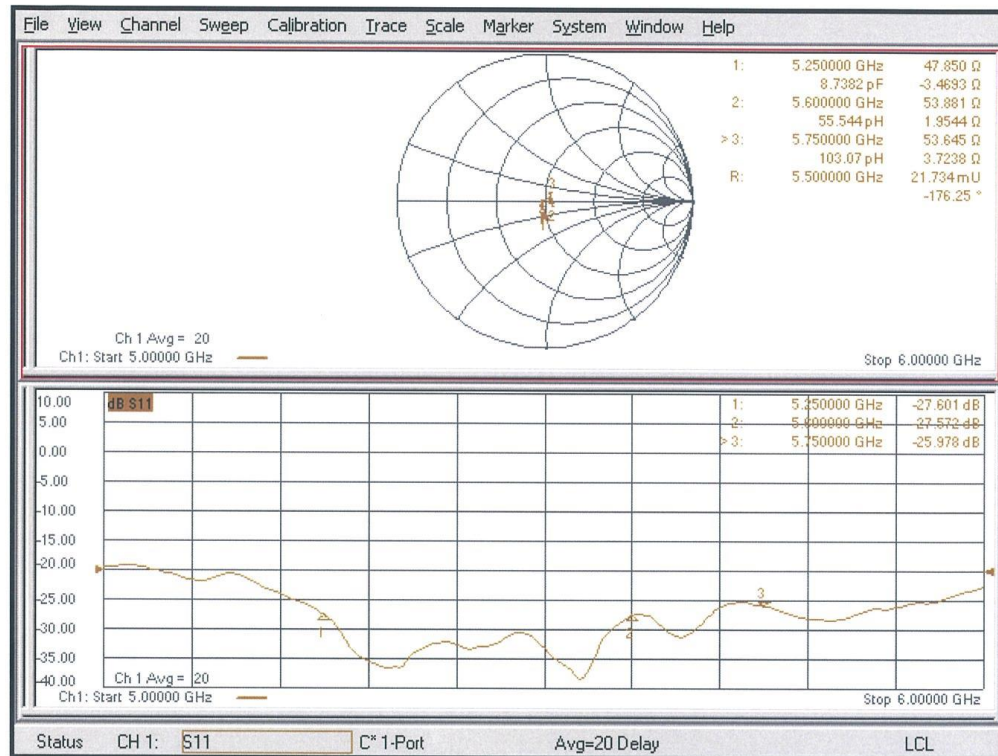 File View Channel Sweep Calibration Trace Scale Marker System Window Help
1: 5.250000 GHz 47.850 Ω
8.7382 pF -3.4693 Ω
2: 5.600000 GHz 53.881 Ω
55.544 pH 1.9544 Ω
> 3: 5.750000 GHz 53.645 Ω
103.07 pH 3.7238 Ω
R: 5.500000 GHz 21.734 mU
-176.25 °
3
2
1
Ch 1 Avg = 20
Ch1: Start 5.00000 GHz
Stop 6.00000 GHz
10.00
dB S11
1: 5.250000 GHz -27.601 dB
5.00
2: 5.600000 GHz -27.572 dB
> 3: 5.750000 GHz -25.978 dB
0.00
-5.00
-10.00
-15.00
-20.00
-25.00
3
1
2
-30.00
-35.00
-40.00
Ch 1 Avg = 20
Ch1: Start 5.00000 GHz
Stop 6.00000 GHz
Status CH 1: S11 C* 1-Port Avg=20 Delay LCL